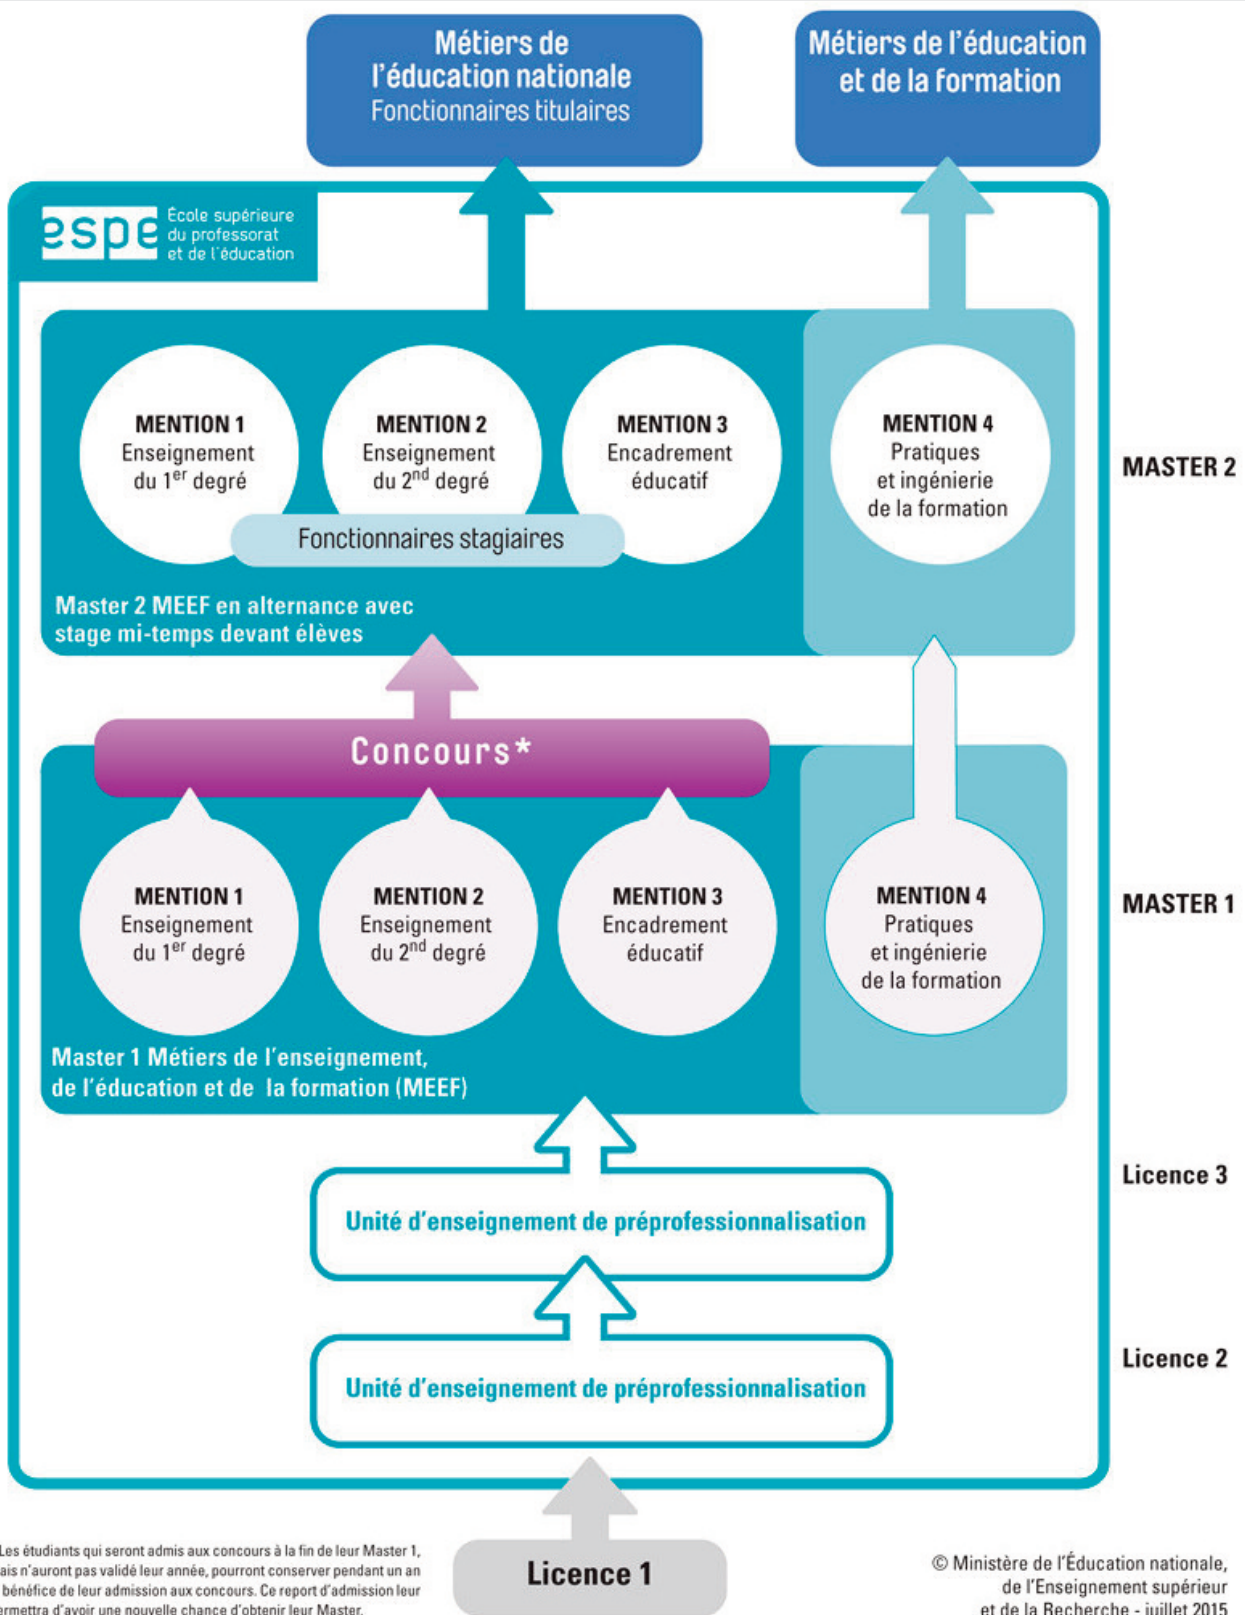 Métiers de
l'éducation nationale
Fonctionnaires titulaires
Métiers de l'éducation
et de la formation
espe
École supérieure
du professorat
et de l'éducation
MENTION 1
Enseignement
du 1er degré
MENTION 2
Enseignement
du 2nd degré
MENTION 3
Encadrement
éducatif
MENTION 4
Pratiques
et ingénierie
de la formation
MASTER 2
Fonctionnaires stagiaires
Master 2 MEEF en alternance avec
stage mi-temps devant élèves
Concours*
MENTION 1
Enseignement
du 1er degré
MENTION 2
Enseignement
du 2nd degré
MENTION 3
Encadrement
éducatif
MENTION 4
Pratiques
et ingénierie
de la formation
MASTER 1
Master 1 Métiers de l'enseignement,
de l'éducation et de la formation (MEEF)
Licence 3
Unité d'enseignement de préprofessionnalisation
Licence 2
Unité d'enseignement de préprofessionnalisation
Licence 1
Les étudiants qui seront admis aux concours à la fin de leur Master 1,
n'auront pas validé leur année, pourront conserver pendant un an
bénéfice de leur admission aux concours. Ce report d'admission leur
d'avoir une nouvelle chance d'obtenir leur Master.
© Ministère de l'Éducation nationale,
de l'Enseignement supérieur
et de la Recherche - juillet 2015